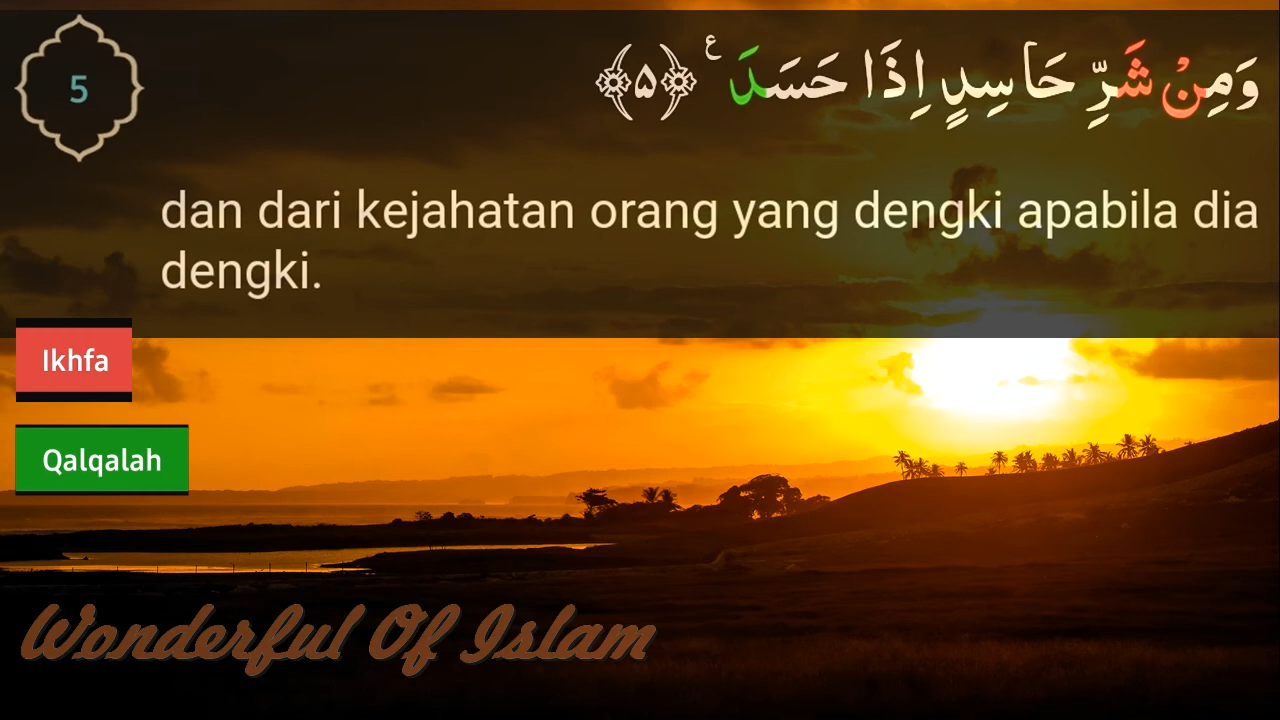 5
وَمِنْ شَرِّ حَاسِدٍ اِذَا حَسَدَ ࣖ ﴿٥﴾
dan dari kejahatan orang yang dengki apabila dia
dengki.
Ikhfa
Qalqalah
Wonderful Of Islam